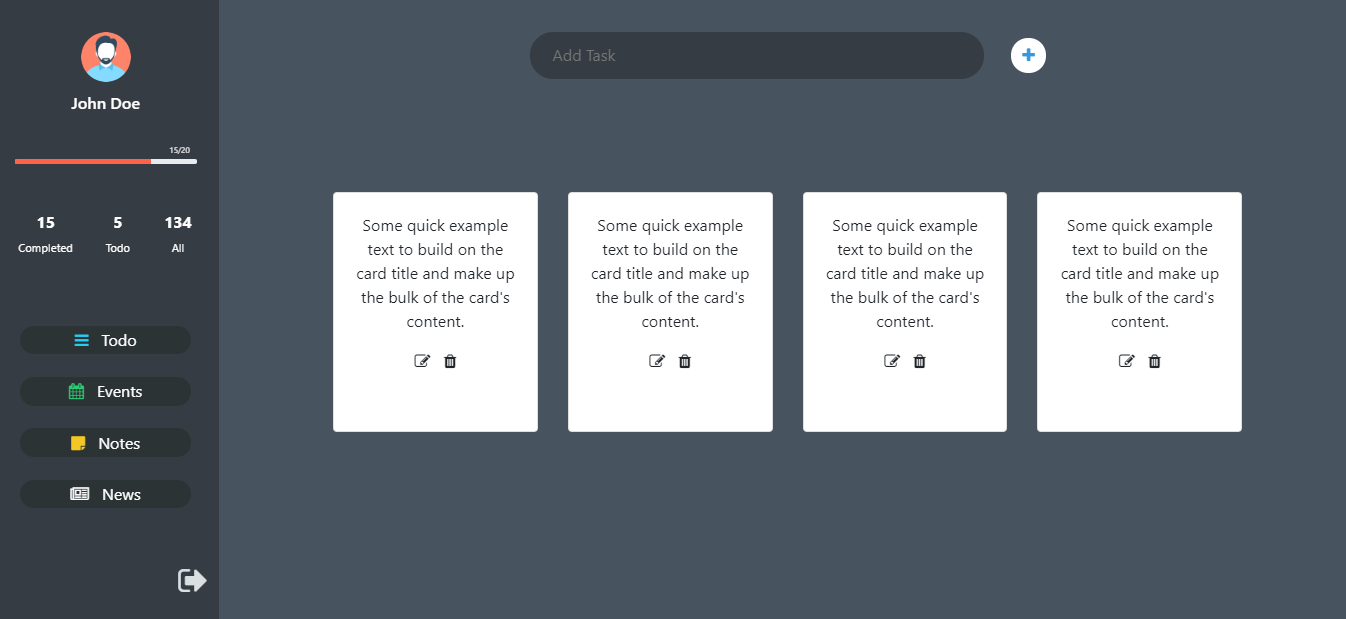 John Doe
15/20
15 5 134
Completed Todo All
Todo
Events
Notes
News
Add Task
Some quick example
text to build on the
card title and make up
the bulk of the card's
content.
Some quick example
text to build on the
card title and make up
the bulk of the card's
content.
Some quick example
text to build on the
card title and make up
the bulk of the card's
content.
Some quick example
text to build on the
card title and make up
the bulk of the card's
content.